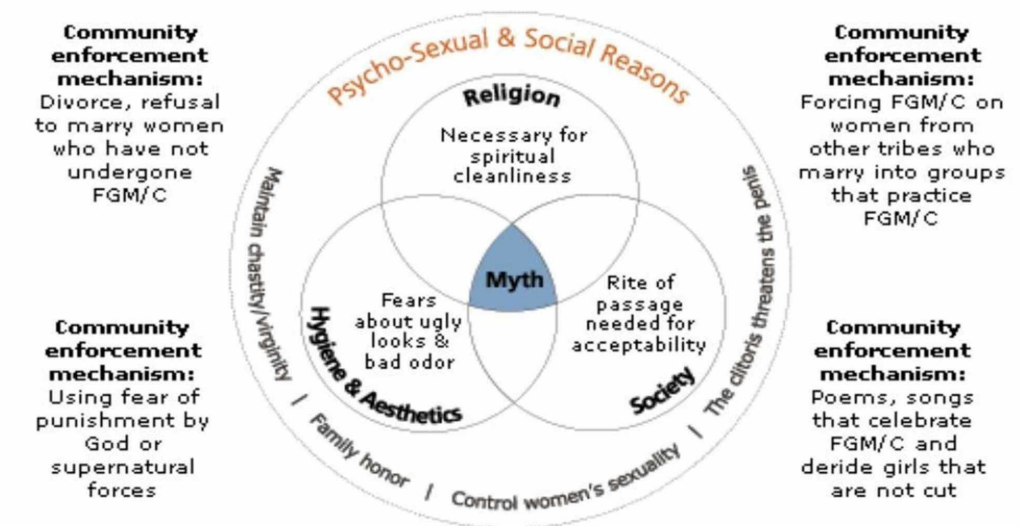 Community
enforcement
mechanism:
Divorce, refusal
to marry women
who have not
undergone
FGM/C
Psycho-Sexual & Social Reasons
Religion
Necessary for
spiritual
cleanliness
Community
enforcement
mechanism:
Forcing FGM/C on
women from
other tribes who
marry into groups
that practice
FGM/C
Myth
Fears
about ugly
looks &
bad odor
Hygiene & Aesthetics
Rite of
passage
needed for
acceptability
Society
Maintain chastity/virginity | Family honor | Control women's sexuality | The clitoris threatens the penis
Community
enforcement
mechanism:
Using fear of
punishment by
God or
supernatural
forces
Community
enforcement
mechanism:
Poems, songs
that celebrate
FGM/C and
deride girls that
are not cut